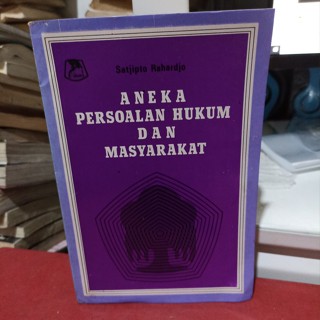 Satjipto Rahardjo
ANEKA
PERSOALAN HUKUM
DAN
MASYARAKAT